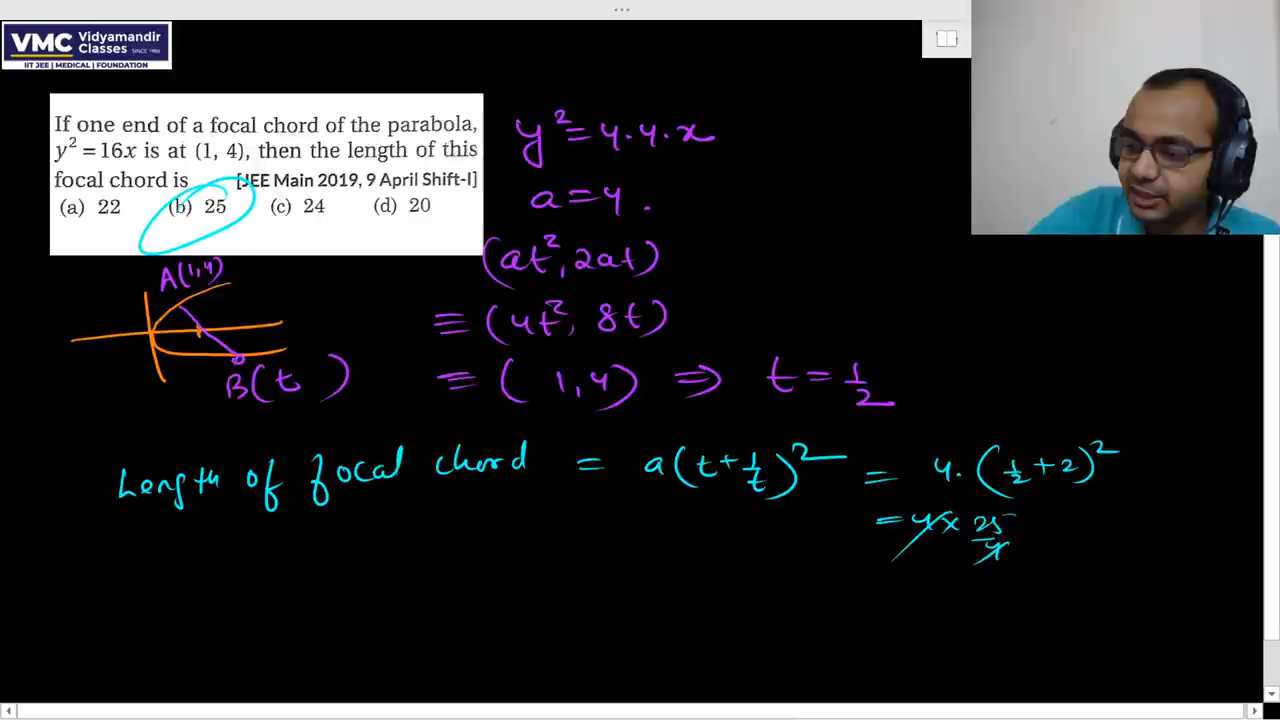 VMC Vidyamandir Classes SINCE 1986
IIT JEE | MEDICAL | FOUNDATION
If one end of a focal chord of the parabola,
y² = 16x is at (1, 4), then the length of this
focal chord is [JEE Main 2019, 9 April Shift-I]
(a) 22 (b) 25 (c) 24 (d) 20
y² = 4·4·x
a = 4.
(at², 2at)
≡ (4t², 8t)
≡ (1,4) ⇒ t = 1/2
A(1,4)
B(t )
Length of focal chord = a(t+1/t)² = 4·(1/2+2)²
= 4 x 25/4